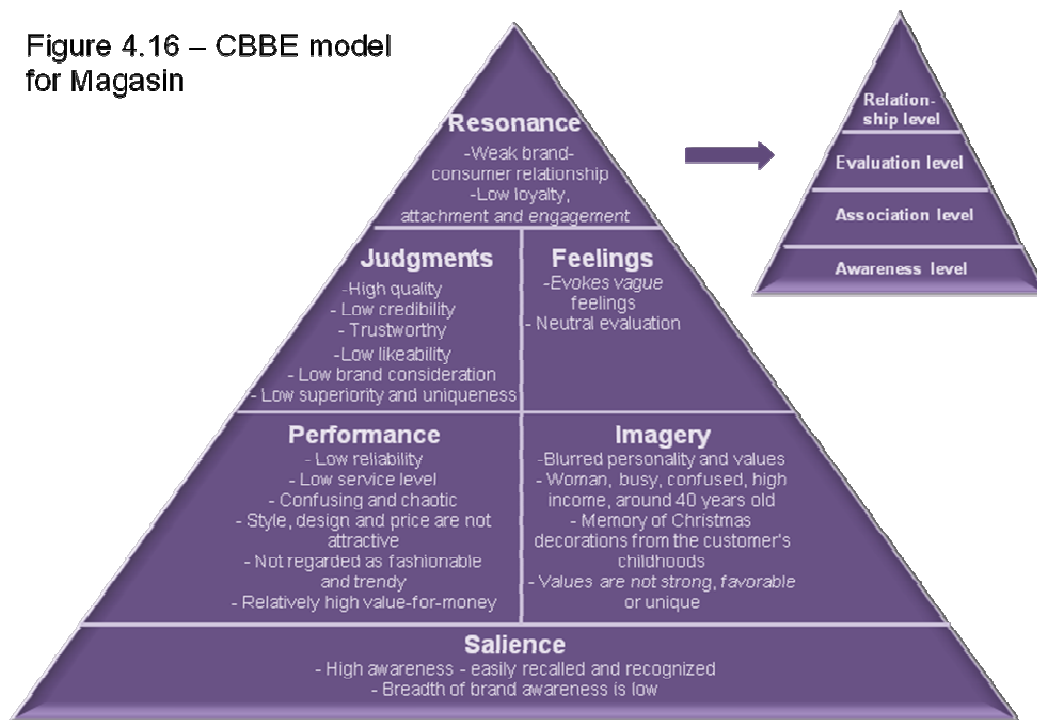 Figure 4.16 – CBBE model
for Magasin
Resonance
-Weak brand-
consumer relationship
-Low loyalty,
attachment and engagement
Judgments
-High quality
- Low credibility
- Trustworthy
-Low likeability
- Low brand consideration
- Low superiority and uniqueness
Feelings
-Evokes vague
feelings
- Neutral evaluation
Performance
- Low reliability
- Low service level
- Confusing and chaotic
- Style, design and price are not
attractive
- Not regarded as fashionable
and trendy
- Relatively high value-for-money
Imagery
-Blurred personality and values
- Woman, busy, confused, high
income, around 40 years old
- Memory of Christmas
decorations from the customer's
childhoods
- Values are not strong, favorable
or unique
Salience
- High awareness - easily recalled and recognized
- Breadth of brand awareness is low
Relation-
ship level
Evaluation level
Association level
Awareness level